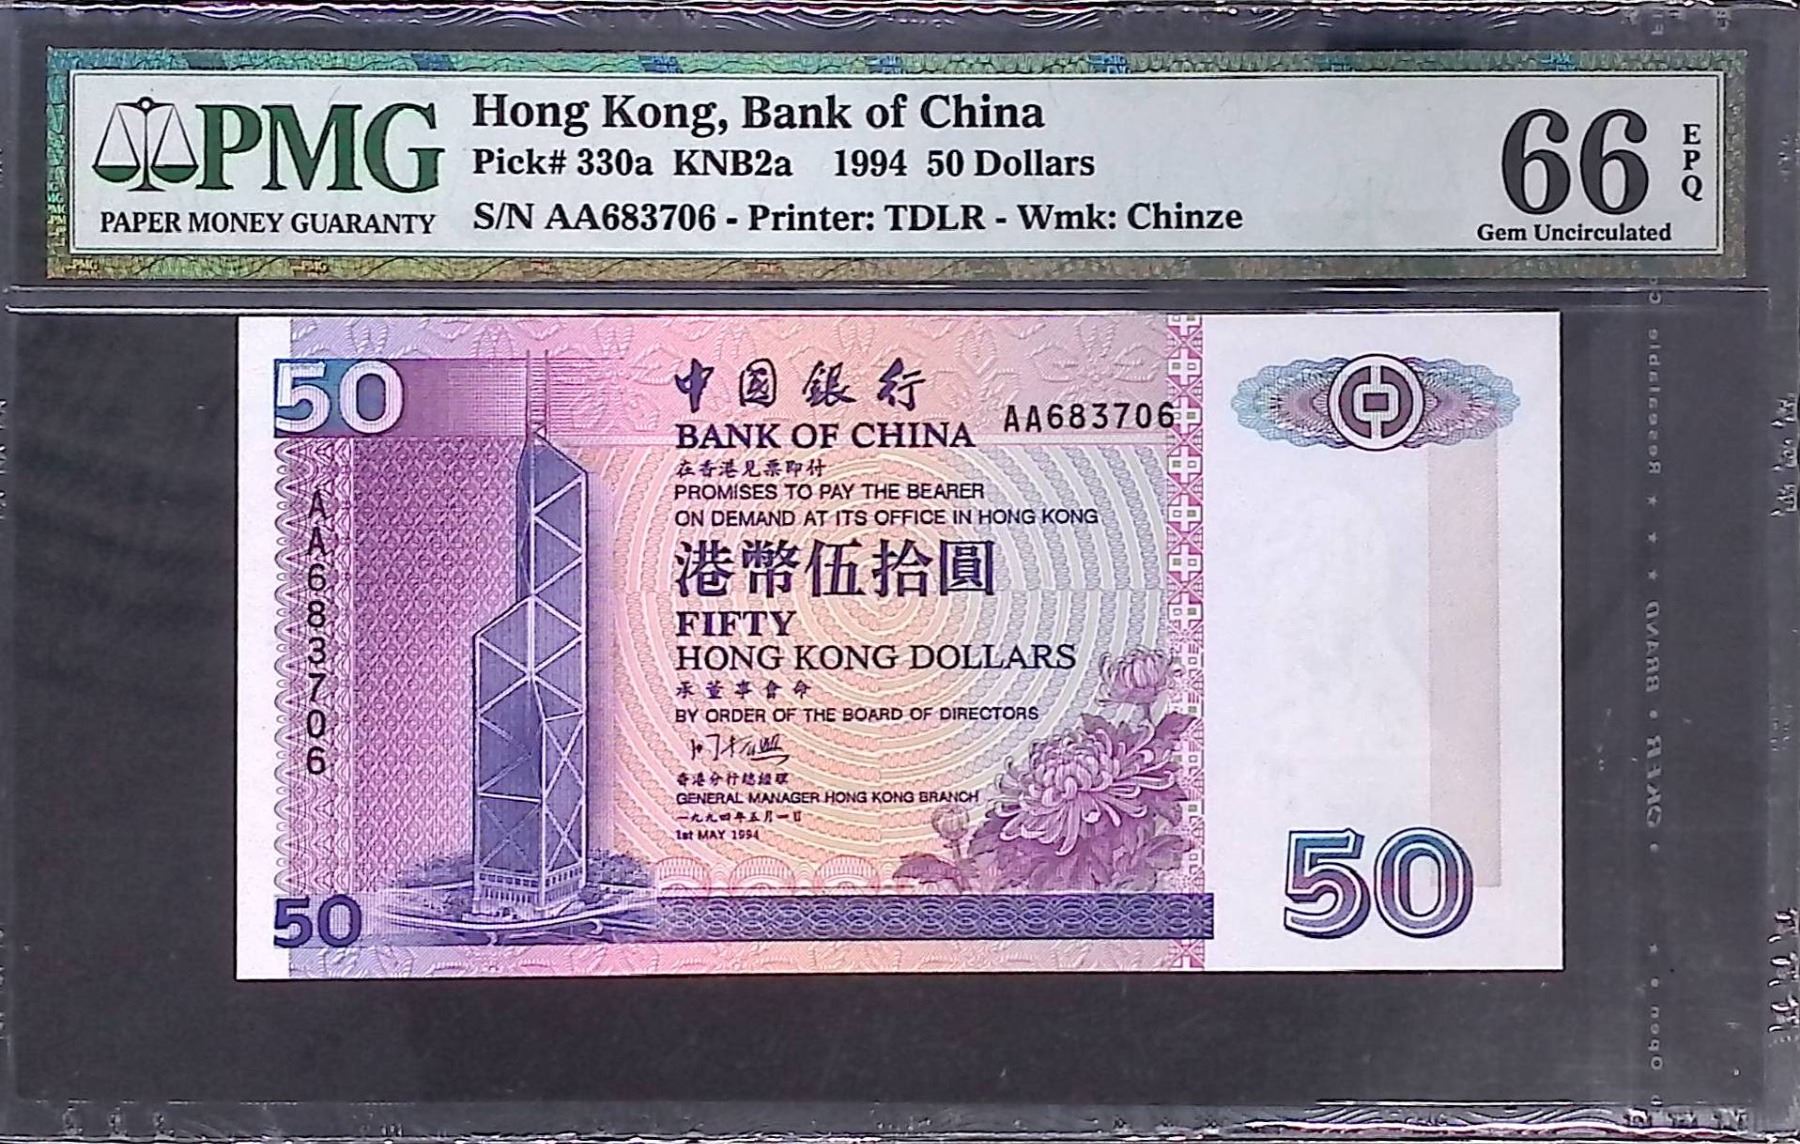 PMG
PAPER MONEY GUARANTY
Hong Kong, Bank of China
Pick# 330a KNB2a 1994 50 Dollars
S/N AA683706 - Printer: TDLR - Wmk: Chinze
66
EPQ
Gem Uncirculated
50
中國銀行
AA683706
BANK OF CHINA
在香港見票即付
PROMISES TO PAY THE BEARER
ON DEMAND AT ITS OFFICE IN HONG KONG
港幣伍拾圓
FIFTY
HONG KONG DOLLARS
承董事會命
BY ORDER OF THE BOARD OF DIRECTORS
香港分行總經理
GENERAL MANAGER HONG KONG BRANCH
一九九四年五月一日
1st MAY 1994
AA683706
50
50